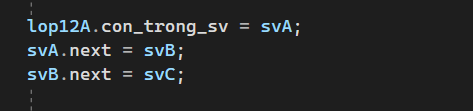 lop12A.con_trong_sv = svA;
svA.next = svB;
svB.next = svC;